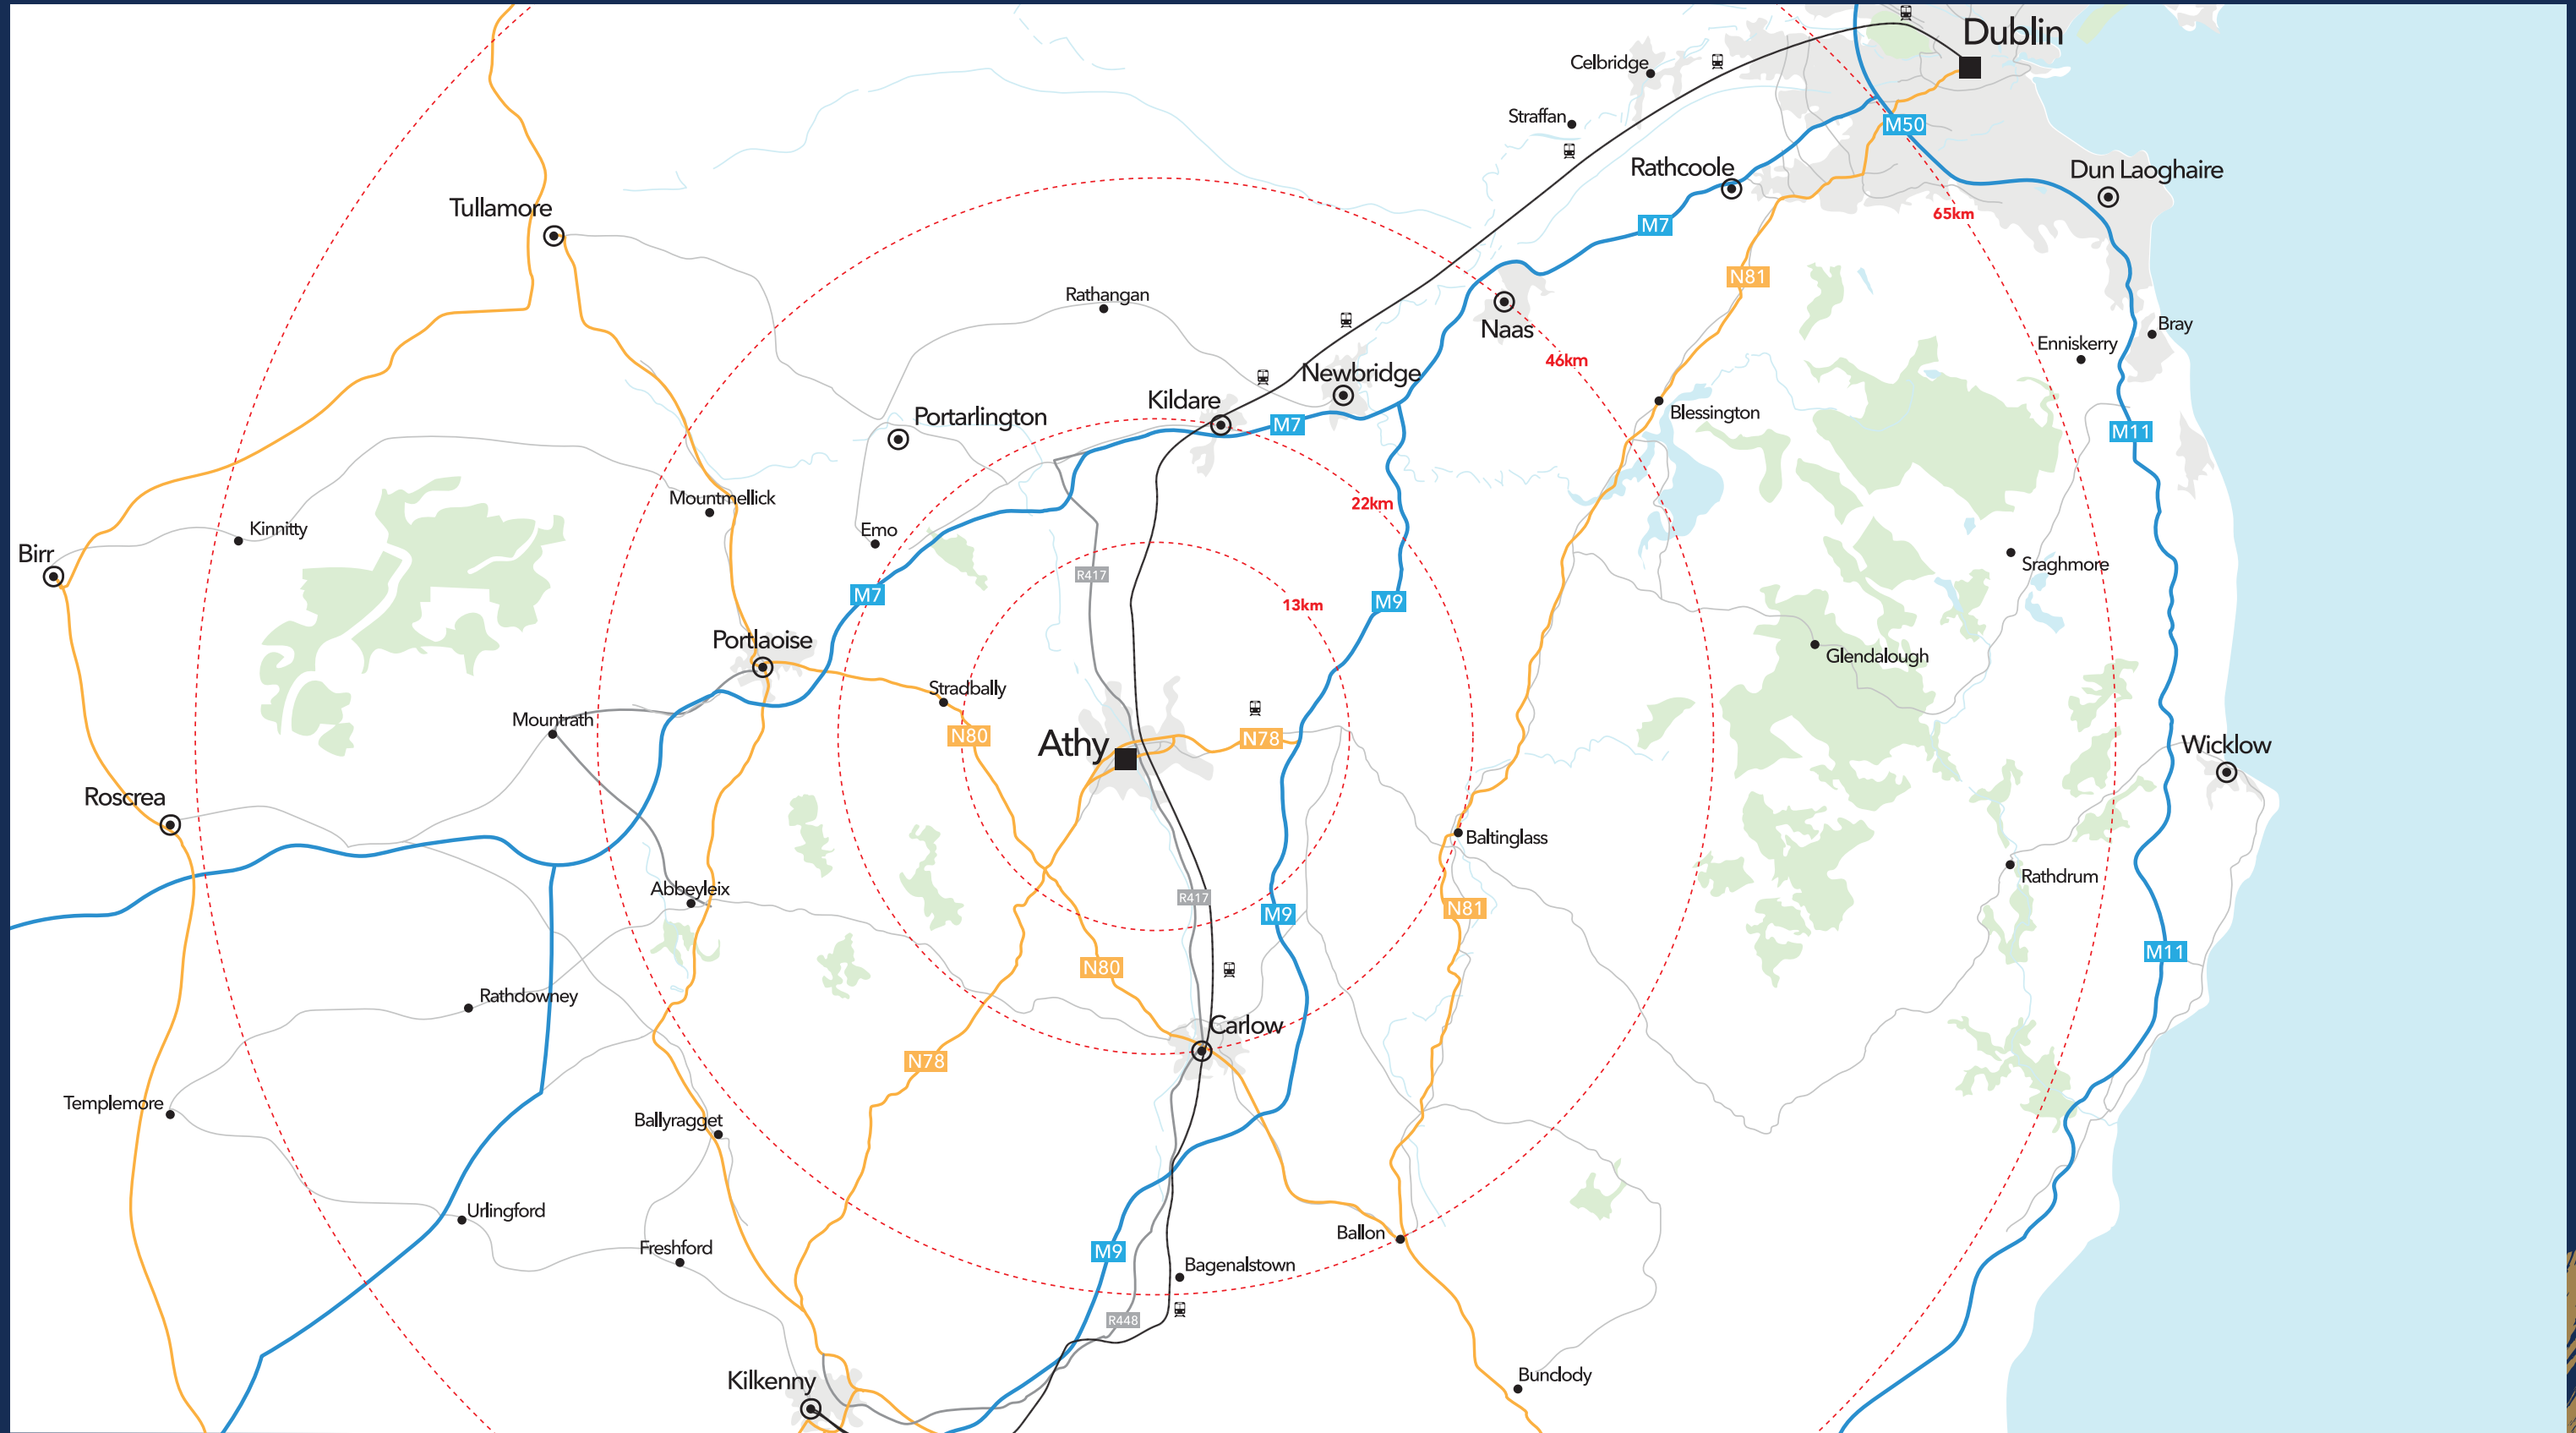 Dublin
Celbridge
Straffan
M50
Rathcoole
Dun Laoghaire
Tullamore
65km
M7
N81
Rathangan
Naas
Bray
Enniskerry
46km
Newbridge
Kildare
Portarlington
M7
Blessington
M11
Mountmellick
22km
Kinnitty
Emo
Birr
Sraghmore
R417
M7
13km
M9
Portlaoise
Glendalough
Stradbally
Mountrath
N80
Athy
N78
Wicklow
Roscrea
Baltinglass
Abbeyleix
Rathdrum
R417
N81
M9
M11
N80
Rathdowney
Carlow
N78
Templemore
Ballyragget
Urlingford
Ballon
Freshford
M9
Bagenalstown
R448
Bundlody
Kilkenny